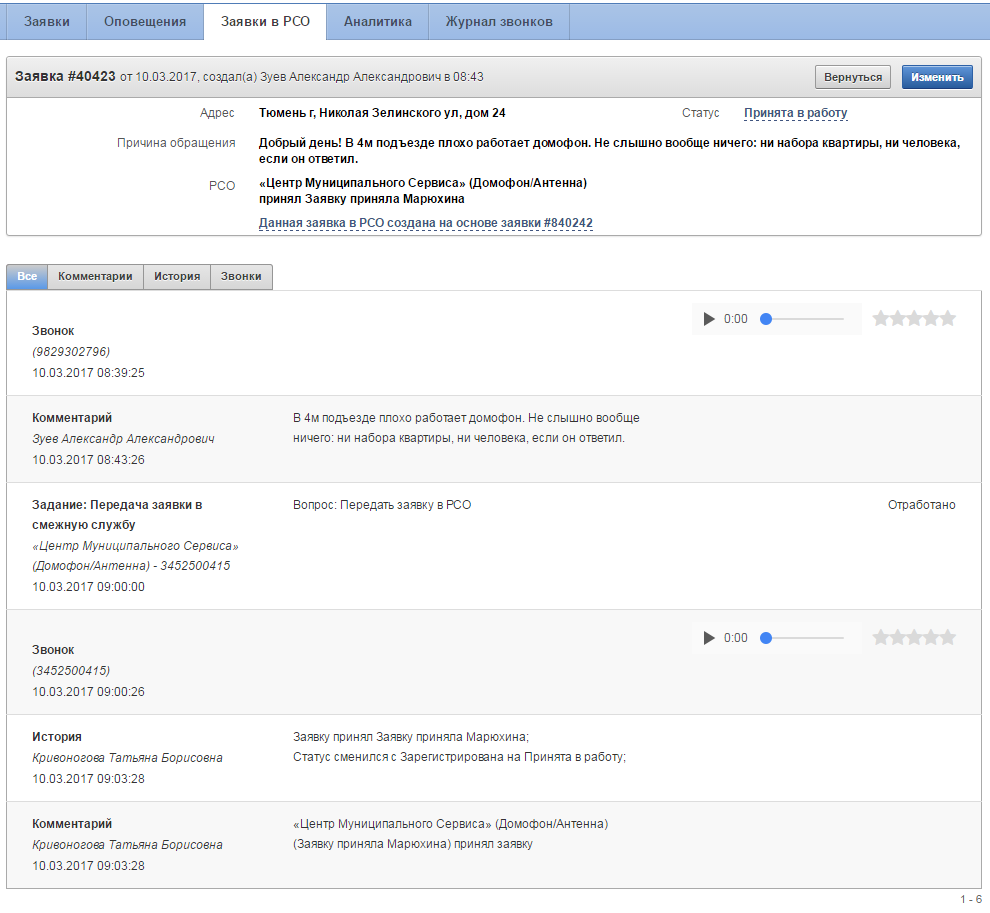 Заявки Оповещения Заявки в РСО Аналитика Журнал звонков
Заявка #40423 от 10.03.2017, создал(а) Зуев Александр Александрович в 08:43 Вернуться Изменить
Адрес Тюмень г, Николая Зелинского ул, дом 24 Статус Принята в работу
Причина обращения Добрый день! В 4м подъезде плохо работает домофон. Не слышно вообще ничего: ни набора квартиры, ни человека,
если он ответил.
РСО «Центр Муниципального Сервиса» (Домофон/Антенна)
принял Заявку приняла Марюхина
Данная заявка в РСО создана на основе заявки #840242
Все Комментарии История Звонки
0:00
Звонок
(9829302796)
10.03.2017 08:39:25
Комментарий В 4м подъезде плохо работает домофон. Не слышно вообще
Зуев Александр Александрович ничего: ни набора квартиры, ни человека, если он ответил.
10.03.2017 08:43:26
Задание: Передача заявки в Вопрос: Передать заявку в РСО Отработано
смежную службу
«Центр Муниципального Сервиса»
(Домофон/Антенна) - 3452500415
10.03.2017 09:00:00
0:00
Звонок
(3452500415)
10.03.2017 09:00:26
История Заявку принял Заявку приняла Марюхина;
Кривоногова Татьяна Борисовна Статус сменился с Зарегистрирована на Принята в работу;
10.03.2017 09:03:28
Комментарий «Центр Муниципального Сервиса» (Домофон/Антенна)
Кривоногова Татьяна Борисовна (Заявку приняла Марюхина) принял заявку
10.03.2017 09:03:28
1 - 6